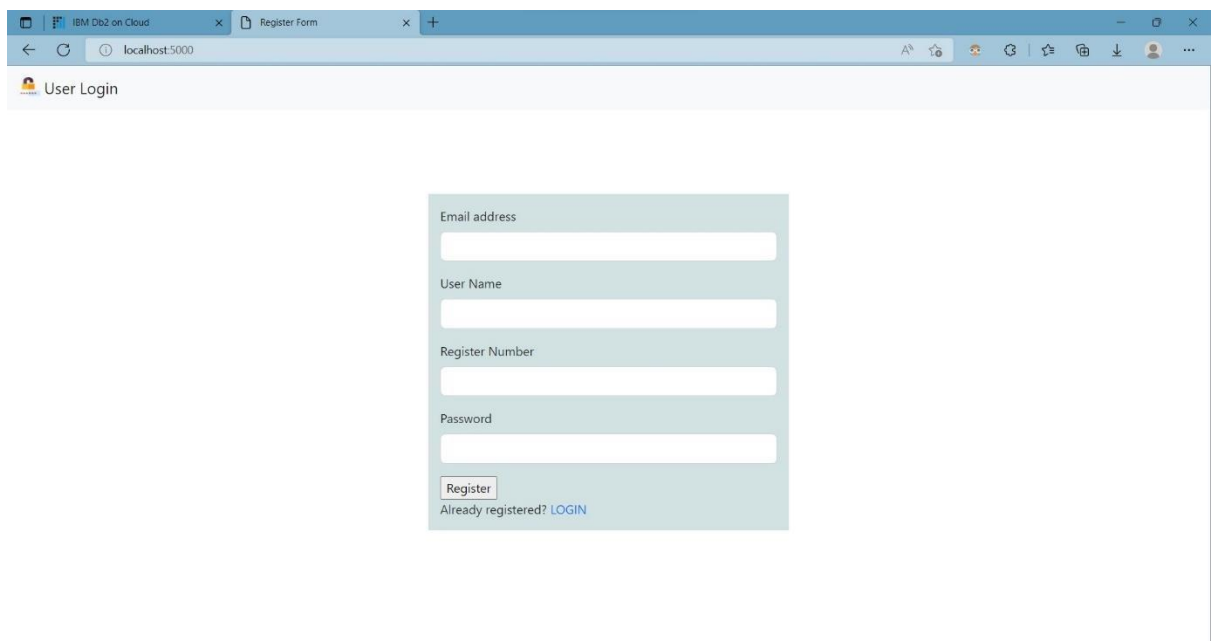 IBM Db2 on Cloud
Register Form
localhost:5000
User Login
Email address
User Name
Register Number
Password
Register
Already registered? LOGIN